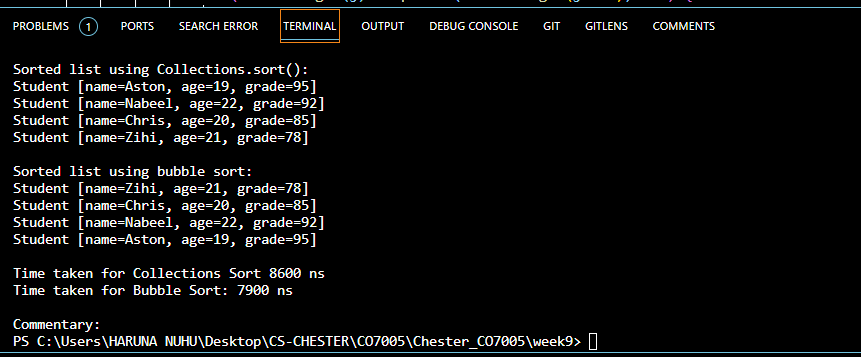 PROBLEMS 1 PORTS SEARCH ERROR TERMINAL OUTPUT DEBUG CONSOLE GIT GITLENS COMMENTS
Sorted list using Collections.sort():
Student [name=Aston, age=19, grade=95]
Student [name=Nabeel, age=22, grade=92]
Student [name=Chris, age=20, grade=85]
Student [name=Zihi, age=21, grade=78]
Sorted list using bubble sort:
Student [name=Zihi, age=21, grade=78]
Student [name=Chris, age=20, grade=85]
Student [name=Nabeel, age=22, grade=92]
Student [name=Aston, age=19, grade=95]
Time taken for Collections Sort 8600 ns
Time taken for Bubble Sort: 7900 ns
Commentary:
PS C:\Users\HARUNA NUHU\Desktop\CS-CHESTER\CO7005\Chester_CO7005\week9>